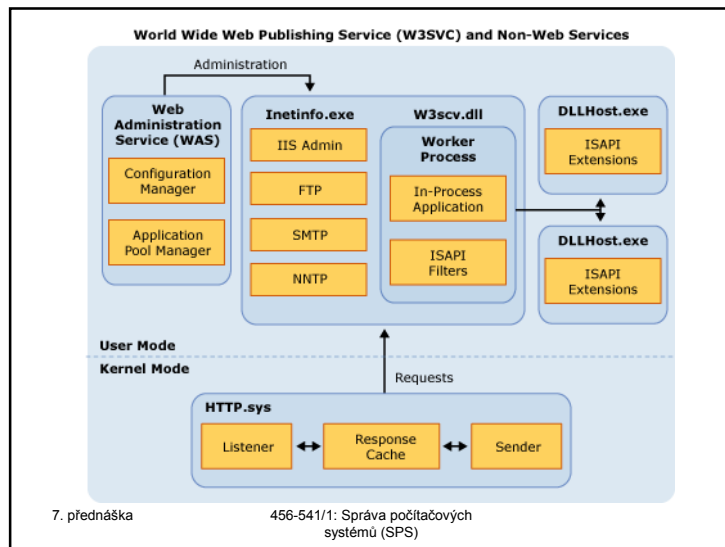 World Wide Web Publishing Service (W3SVC) and Non-Web Services
Administration
Web
Administration
Service (WAS)
Configuration
Manager
Application
Pool Manager
Inetinfo.exe
IIS Admin
FTP
SMTP
NNTP
W3scv.dll
Worker
Process
In-Process
Application
ISAPI
Filters
DLLHost.exe
ISAPI
Extensions
DLLHost.exe
ISAPI
Extensions
User Mode
Kernel Mode
Requests
HTTP.sys
Listener
Response
Cache
Sender
7. přednáška
456-541/1: Správa počítačových
systémů (SPS)